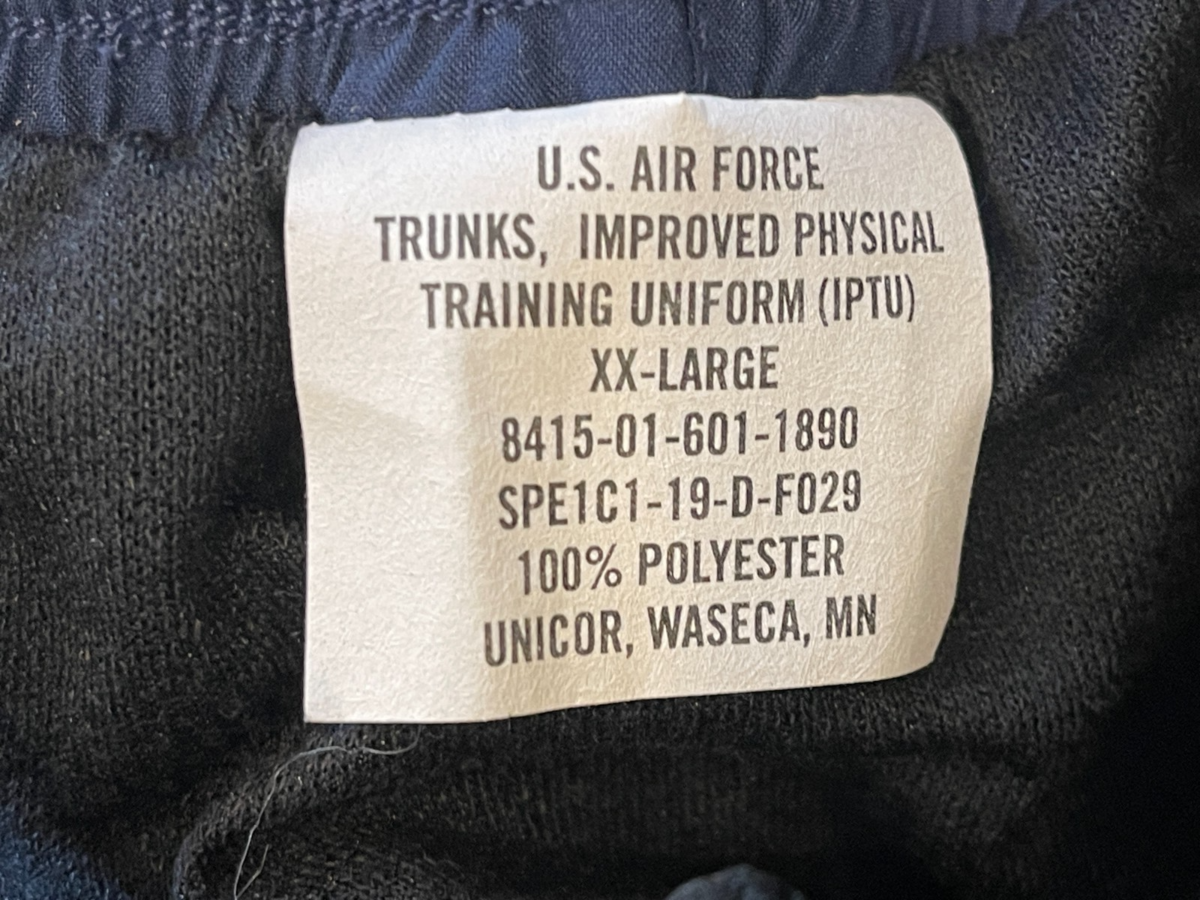 U.S. AIR FORCE
TRUNKS, IMPROVED PHYSICAL
TRAINING UNIFORM (IPTU)
XX-LARGE
8415-01-601-1890
SPE1C1-19-D-F029
100% POLYESTER
UNICOR, WASECA, MN